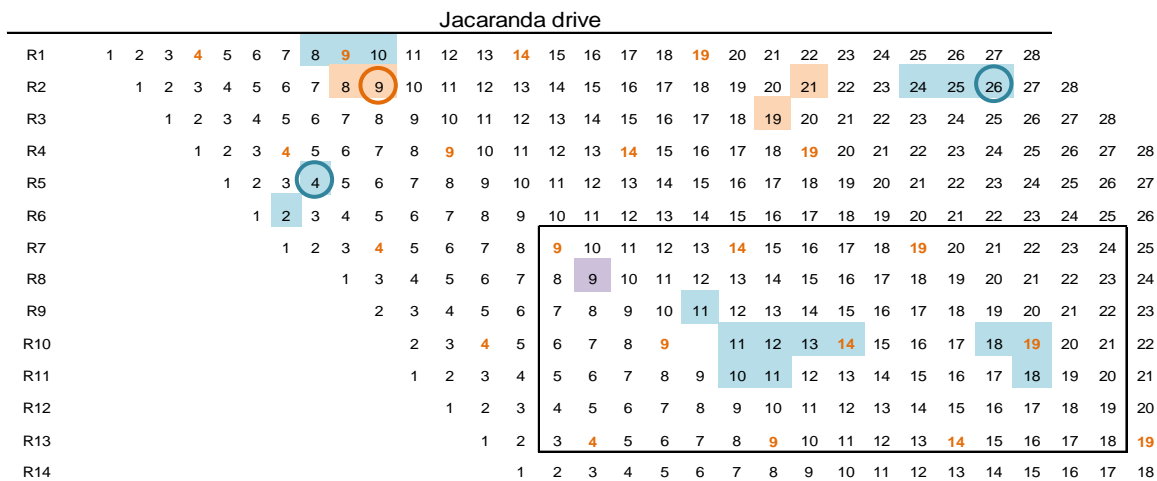 Jacaranda drive
R1 1 2 3 4 5 6 7 8 9 10 11 12 13 14 15 16 17 18 19 20 21 22 23 24 25 26 27 28
R2 1 2 3 4 5 6 7 8 9 10 11 12 13 14 15 16 17 18 19 20 21 22 23 24 25 26 27 28
R3 1 2 3 4 5 6 7 8 9 10 11 12 13 14 15 16 17 18 19 20 21 22 23 24 25 26 27 28
R4 1 2 3 4 5 6 7 8 9 10 11 12 13 14 15 16 17 18 19 20 21 22 23 24 25 26 27 28
R5 1 2 3 4 5 6 7 8 9 10 11 12 13 14 15 16 17 18 19 20 21 22 23 24 25 26 27
R6 1 2 3 4 5 6 7 8 9 10 11 12 13 14 15 16 17 18 19 20 21 22 23 24 25 26
R7 1 2 3 4 5 6 7 8 9 10 11 12 13 14 15 16 17 18 19 20 21 22 23 24 25
R8 1 3 4 5 6 7 8 9 10 11 12 13 14 15 16 17 18 19 20 21 22 23 24
R9 2 3 4 5 6 7 8 9 10 11 12 13 14 15 16 17 18 19 20 21 22 23
R10 2 3 4 5 6 7 8 9 11 12 13 14 15 16 17 18 19 20 21 22
R11 1 2 3 4 5 6 7 8 9 10 11 12 13 14 15 16 17 18 19 20 21
R12 1 2 3 4 5 6 7 8 9 10 11 12 13 14 15 16 17 18 19 20
R13 1 2 3 4 5 6 7 8 9 10 11 12 13 14 15 16 17 18 19
R14 1 2 3 4 5 6 7 8 9 10 11 12 13 14 15 16 17 18